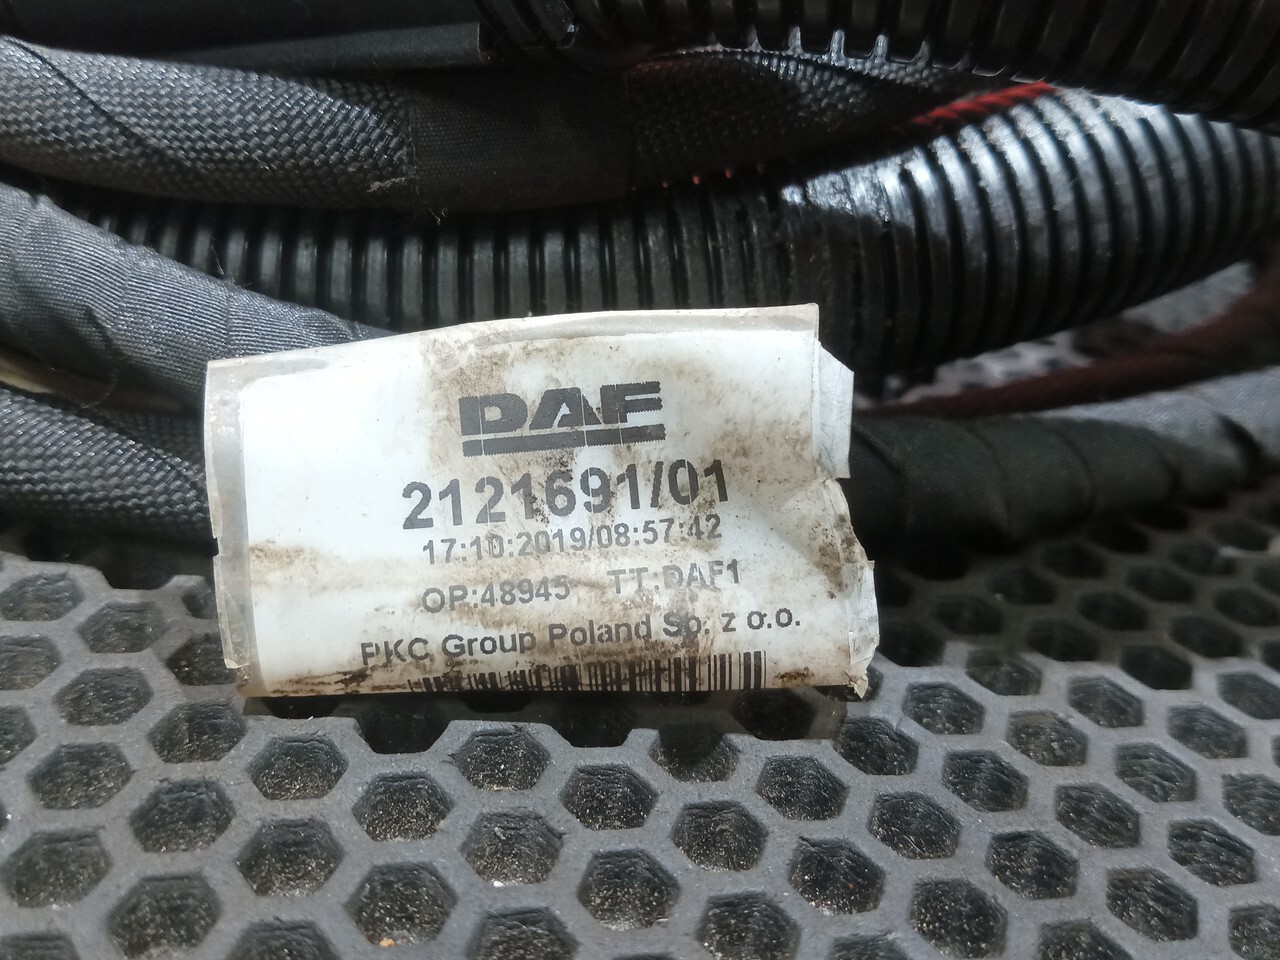 DAF
2121691/01
17:10:2019/08:57:42
OP:48945 TT:DAF1
PKC Group Poland Sp. z o.o.